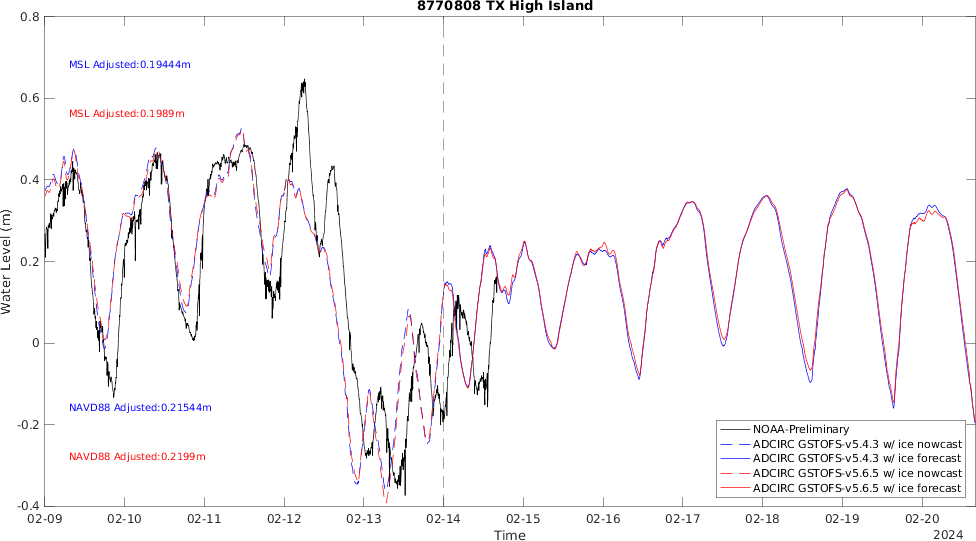 8770808 TX High Island
0.8
0.6
0.4
0.2
0
-0.2
-0.4
Water Level (m)
MSL Adjusted:0.19444m
MSL Adjusted:0.1989m
NAVD88 Adjusted:0.21544m
NAVD88 Adjusted:0.2199m
NOAA-Preliminary
ADCIRC GSTOFS-v5.4.3 w/ ice nowcast
ADCIRC GSTOFS-v5.4.3 w/ ice forecast
ADCIRC GSTOFS-v5.6.5 w/ ice nowcast
ADCIRC GSTOFS-v5.6.5 w/ ice forecast
02-09 02-10 02-11 02-12 02-13 02-14 02-15 02-16 02-17 02-18 02-19 02-20
2024
Time